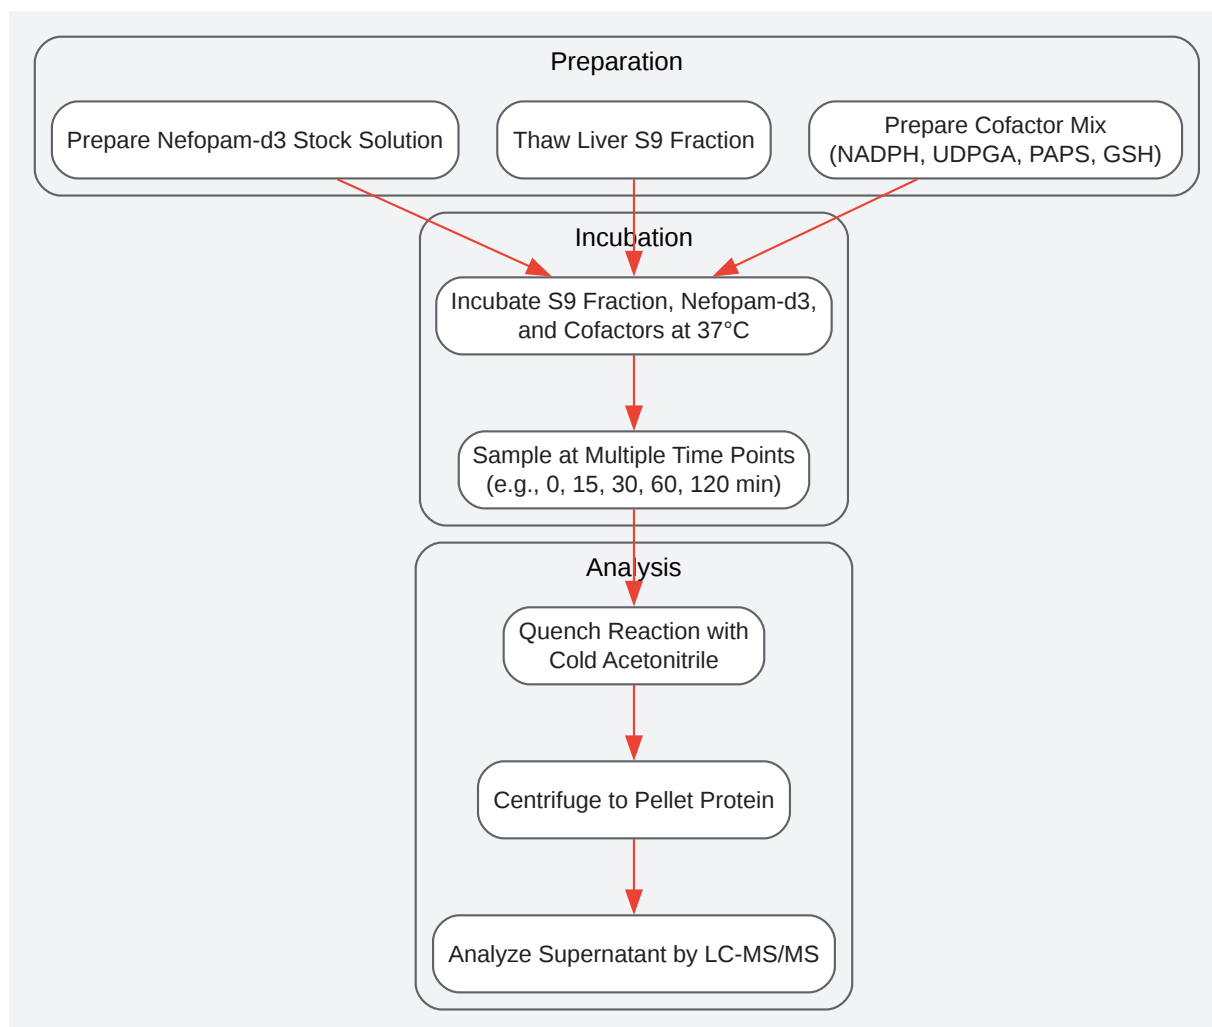 Preparation
Prepare Nefopam-d3 Stock Solution
Thaw Liver S9 Fraction
Prepare Cofactor Mix
(NADPH, UDPGA, PAPS, GSH)
Incubation
Incubate S9 Fraction, Nefopam-d3,
and Cofactors at 37°C
Sample at Multiple Time Points
(e.g., 0, 15, 30, 60, 120 min)
Analysis
Quench Reaction with
Cold Acetonitrile
Centrifuge to Pellet Protein
Analyze Supernatant by LC-MS/MS